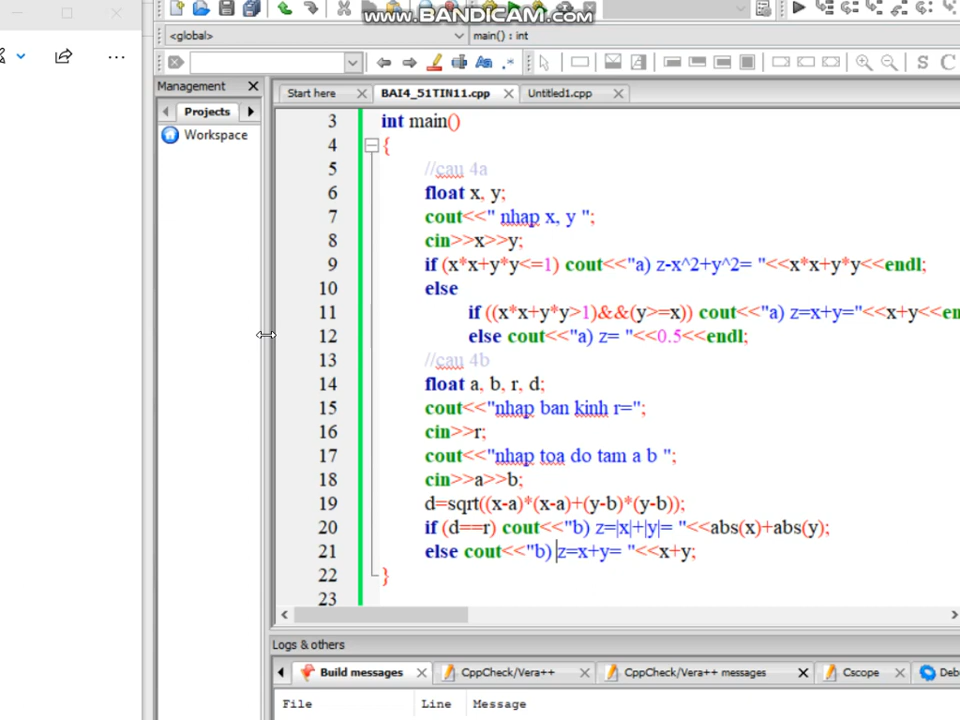 WWW.BANDICAM.COM
<global>
main() : int
Management
Start here
BAI4_51TIN11.cpp
Untitled1.cpp
Projects
Workspace
3 int main()
4 {
5 //cau 4a
6 float x, y;
7 cout<<" nhap x, y ";
8 cin>>x>>y;
9 if (x*x+y*y<=1) cout<<"a) z-x^2+y^2= "<<x*x+y*y<<endl;
10 else
11 if ((x*x+y*y>1)&&(y>=x)) cout<<"a) z=x+y="<<x+y<<en
12 else cout<<"a) z= "<<0.5<<endl;
13 //cau 4b
14 float a, b, r, d;
15 cout<<"nhap ban kinh r=";
16 cin>>r;
17 cout<<"nhap toa do tam a b ";
18 cin>>a>>b;
19 d=sqrt((x-a)*(x-a)+(y-b)*(y-b));
20 if (d==r) cout<<"b) z=|x|+|y|= "<<abs(x)+abs(y);
21 else cout<<"b) z=x+y= "<<x+y;
22 }
23
Logs & others
Build messages
CppCheck/Vera++
CppCheck/Vera++ messages
Cscope
Deb
File
Line
Message